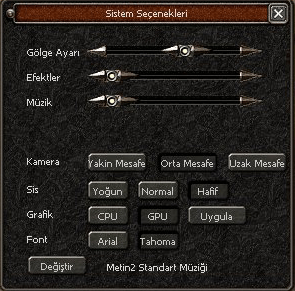 Sistem Seçenekleri
Gölge Ayarı
Efektler
Müzik
Kamera Yakin Mesafe Orta Mesafe Uzak Mesafe
Sis Yoğun Normal Hafif
Grafik CPU GPU Uygula
Font Arial Tahoma
Değiştir Metin2 Standart Müziği